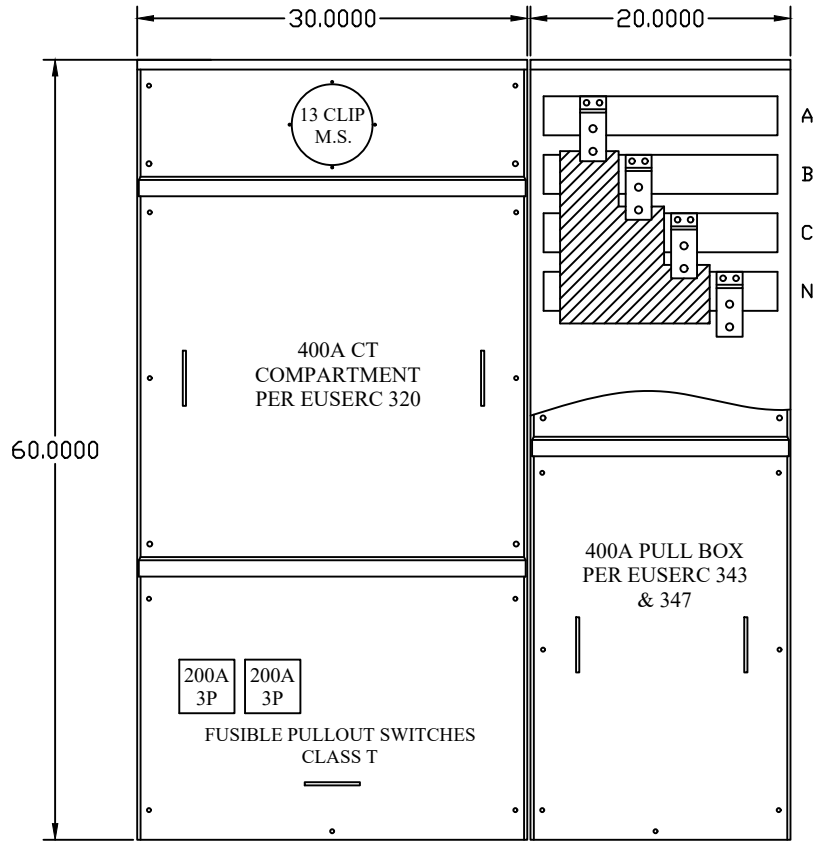 30.0000
20.0000
13 CLIP
M.S.
A
B
C
N
400A CT
COMPARTMENT
PER EUSERC 320
60.0000
400A PULL BOX
PER EUSERC 343
& 347
200A
3P
200A
3P
FUSIBLE PULLOUT SWITCHES
CLASS T